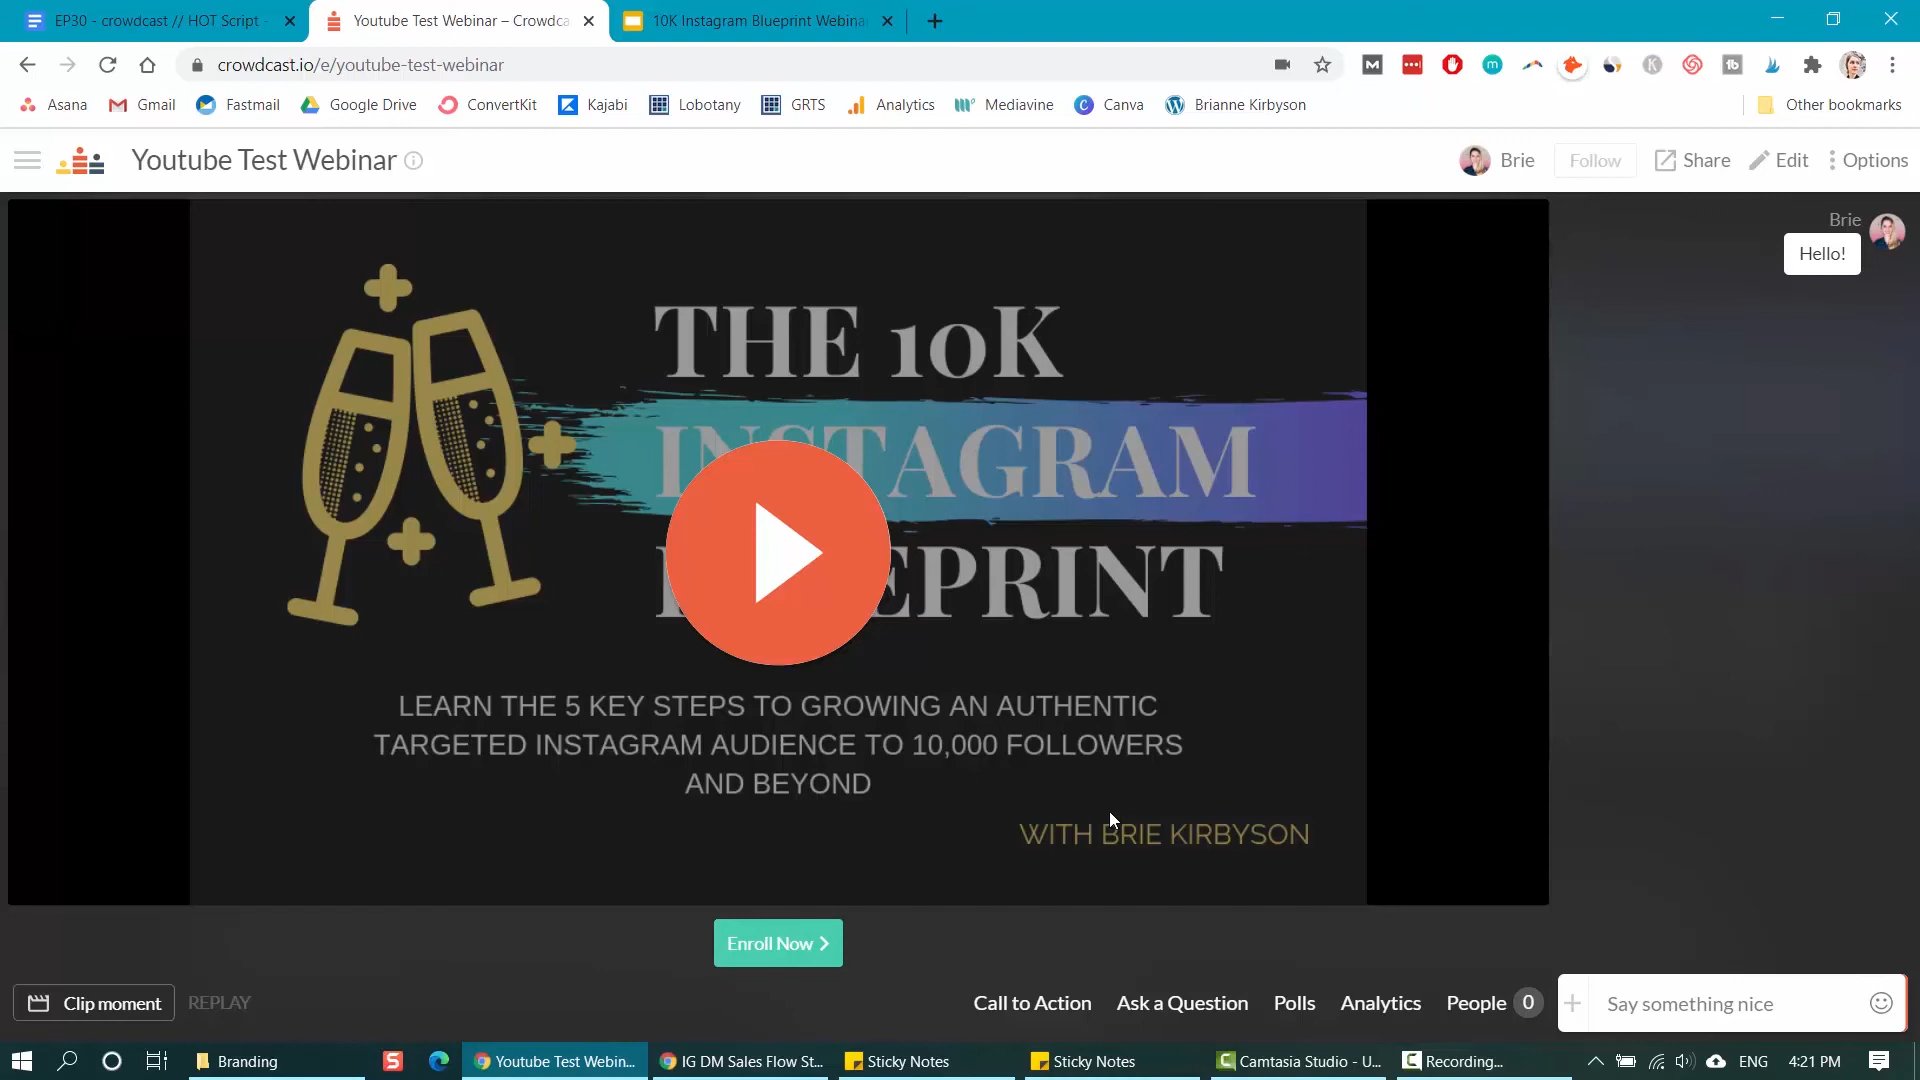 EP30 - crowdcast // HOT Script -
Youtube Test Webinar – Crowdca
10K Instagram Blueprint Webina
crowdcast.io/e/youtube-test-webinar
Asana
Gmail
Fastmail
Google Drive
ConvertKit
Kajabi
Lobotany
GRTS
Analytics
Mediavine
Canva
Brianne Kirbyson
Other bookmarks
Youtube Test Webinar
Brie
Follow
Share
Edit
Options
Brie
Hello!
THE 10K
INSTAGRAM
EPRINT
LEARN THE 5 KEY STEPS TO GROWING AN AUTHENTIC
TARGETED INSTAGRAM AUDIENCE TO 10,000 FOLLOWERS
AND BEYOND
WITH BRIE KIRBYSON
Enroll Now
Clip moment
REPLAY
Call to Action
Ask a Question
Polls
Analytics
People 0
Say something nice
Branding
Youtube Test Webin...
IG DM Sales Flow St...
Sticky Notes
Sticky Notes
Camtasia Studio - U...
Recording...
ENG
4:21 PM